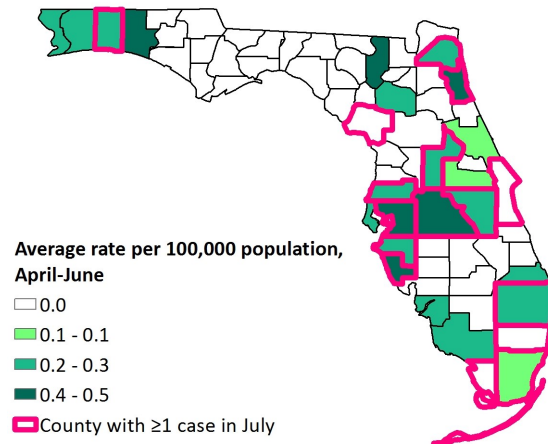 Average rate per 100,000 population,
April-June
0.0
0.1 - 0.1
0.2 - 0.3
0.4 - 0.5
County with ≥1 case in July